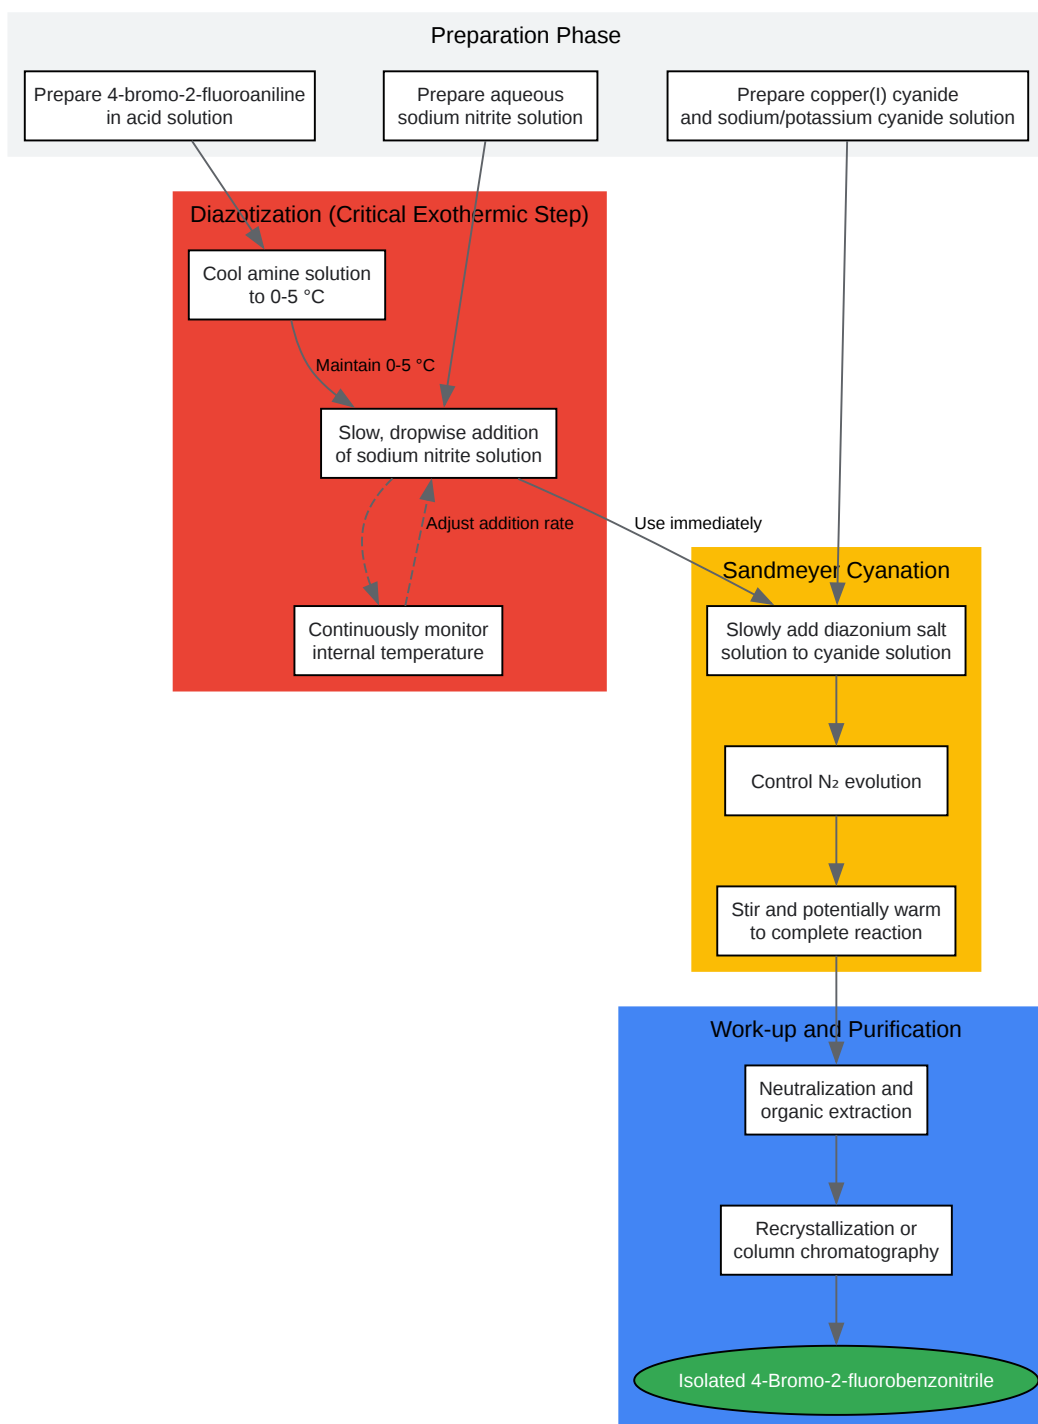 Preparation Phase
Prepare 4-bromo-2-fluoroaniline
in acid solution
Prepare aqueous
sodium nitrite solution
Prepare copper(I) cyanide
and sodium/potassium cyanide solution
Diazotization (Critical Exothermic Step)
Cool amine solution
to 0-5 °C
Maintain 0-5 °C
Slow, dropwise addition
of sodium nitrite solution
Adjust addition rate
Use immediately
Continuously monitor
internal temperature
Sandmeyer Cyanation
Slowly add diazonium salt
solution to cyanide solution
Control N₂ evolution
Stir and potentially warm
to complete reaction
Work-up and Purification
Neutralization and
organic extraction
Recrystallization or
column chromatography
Isolated 4-Bromo-2-fluorobenzonitrile